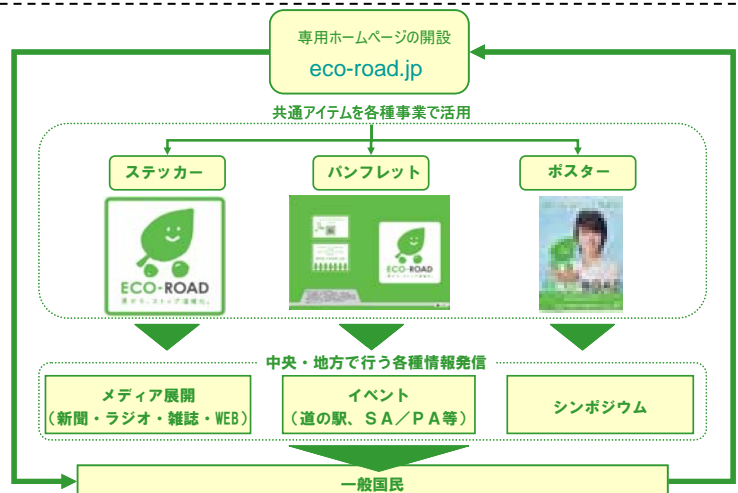 専用ホームページの開設
eco-road.jp
共通アイテムを各種事業で活用
ステッカー
パンフレット
ポスター
ECO-ROAD
ECO-ROAD
中央・地方で行う各種情報発信
メディア展開
(新聞・ラジオ・雑誌・WEB)
イベント
(道の駅、ＳＡ／ＰＡ等)
シンポジウム
一般国民